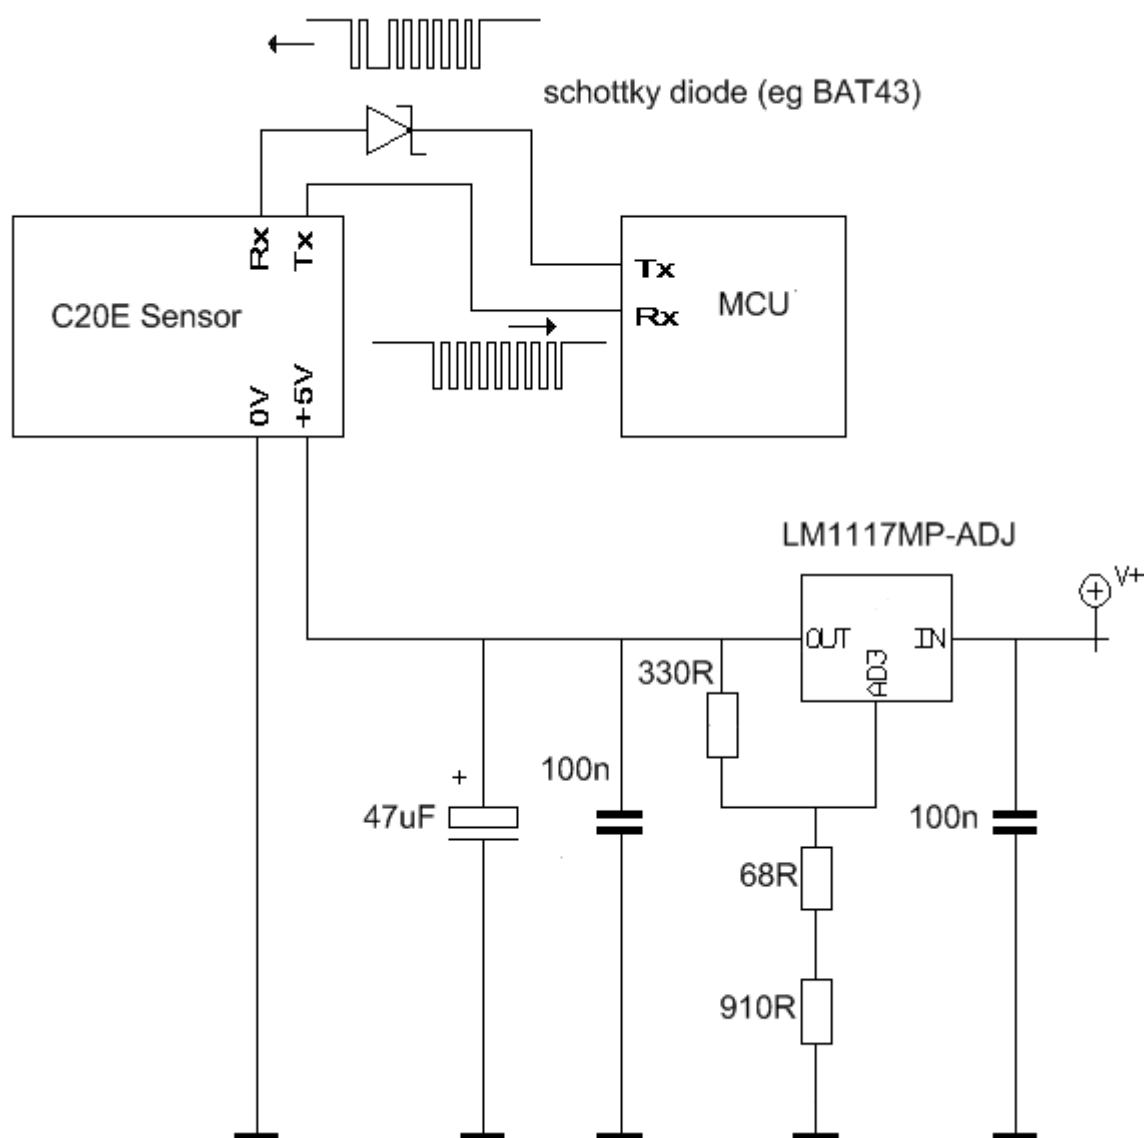 schottky diode (eg BAT43)
Rx
Tx
C20E Sensor
0V
+5V
Tx
Rx
MCU
LM1117MP-ADJ
V+
OUT
IN
ADJ
330R
+
47uF
100n
100n
68R
910R